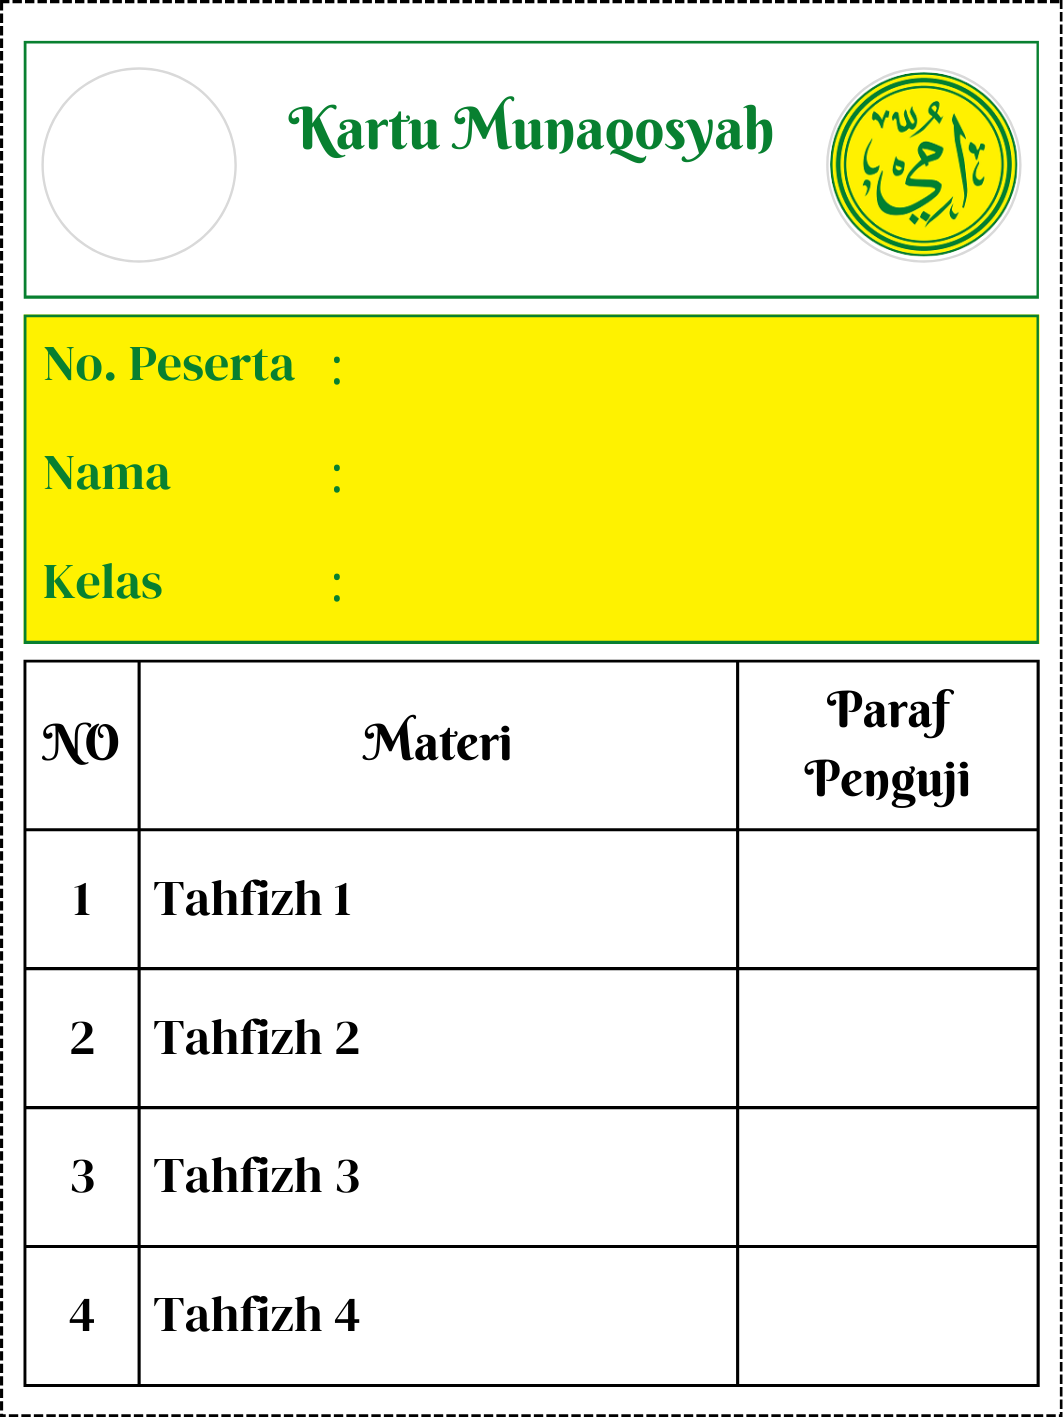 Kartu Munaqosyah
أُمِّيّ
No. Peserta :
Nama :
Kelas :
NO Materi Paraf Penguji
1 Tahfizh 1
2 Tahfizh 2
3 Tahfizh 3
4 Tahfizh 4